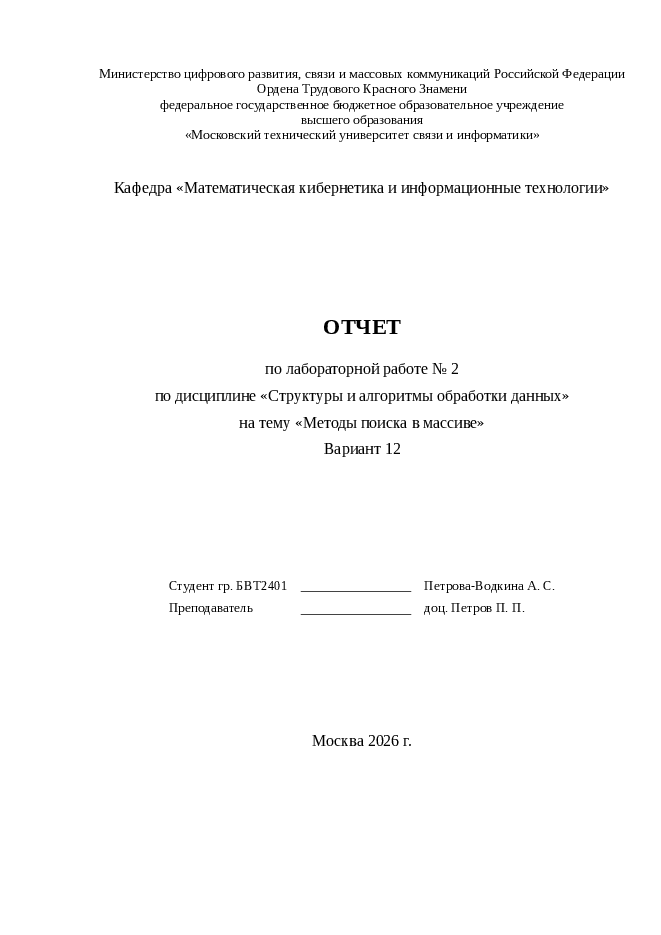 Министерство цифрового развития, связи и массовых коммуникаций Российской Федерации
Ордена Трудового Красного Знамени
федеральное государственное бюджетное образовательное учреждение
высшего образования
«Московский технический университет связи и информатики»
Кафедра «Математическая кибернетика и информационные технологии»
ОТЧЕТ
по лабораторной работе № 2
по дисциплине «Структуры и алгоритмы обработки данных»
на тему «Методы поиска в массиве»
Вариант 12
Студент гр. БВТ2401 _________________ Петрова-Водкина А. С.
Преподаватель _________________ доц. Петров П. П.
Москва 2026 г.